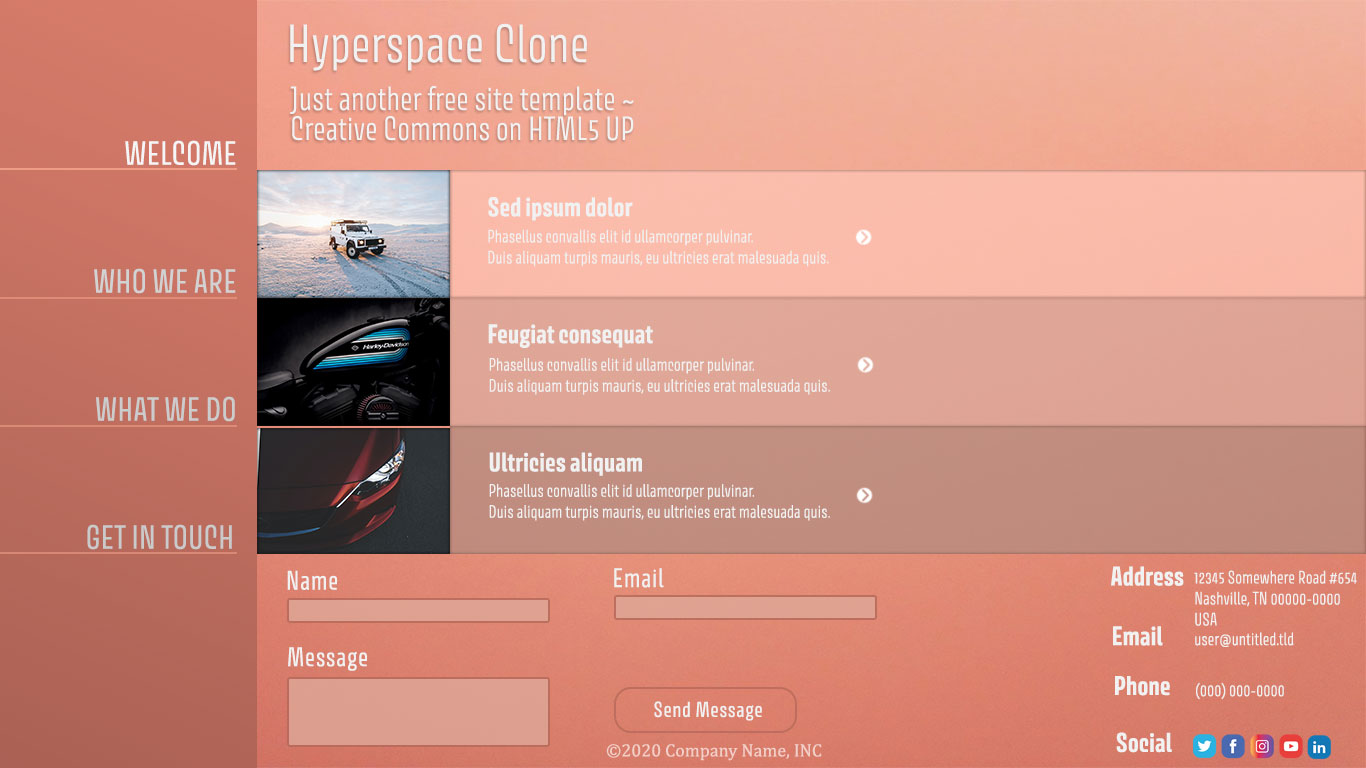 Hyperspace Clone
Just another free site template ~
Creative Commons on HTML5 UP
WELCOME
WHO WE ARE
WHAT WE DO
GET IN TOUCH
Sed ipsum dolor
Phasellus convallis elit id ullamcorper pulvinar.
Duis aliquam turpis mauris, eu ultricies erat malesuada quis.
Harley-Davidson
Feugiat consequat
Phasellus convallis elit id ullamcorper pulvinar.
Duis aliquam turpis mauris, eu ultricies erat malesuada quis.
Ultricies aliquam
Phasellus convallis elit id ullamcorper pulvinar.
Duis aliquam turpis mauris, eu ultricies erat malesuada quis.
Name
Email
Message
Send Message
©2020 Company Name, INC
Address 12345 Somewhere Road #654
Nashville, TN 00000-0000
USA
Email user@untitled.tld
Phone (000) 000-0000
Social